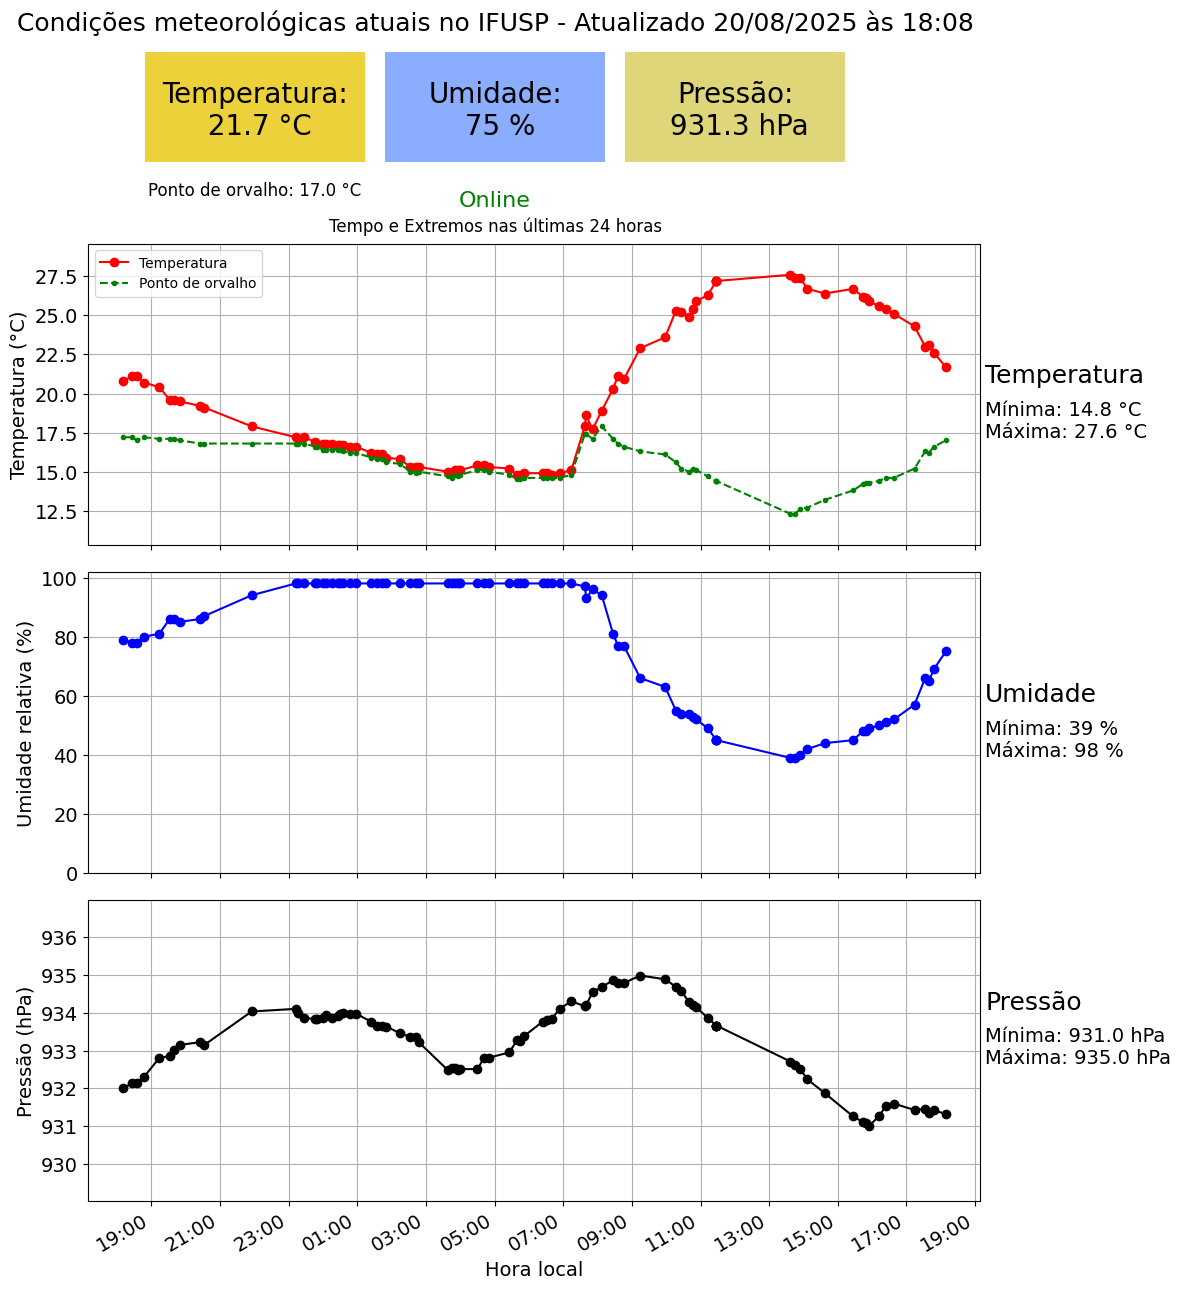 Condições meteorológicas atuais no IFUSP - Atualizado 20/08/2025 às 18:08
Temperatura:
21.7 °C
Umidade:
75 %
Pressão:
931.3 hPa
Ponto de orvalho: 17.0 °C
Online
Tempo e Extremos nas últimas 24 horas
Temperatura
Ponto de orvalho
Temperatura (°C)
27.5
25.0
22.5
20.0
17.5
15.0
12.5
Temperatura
Mínima: 14.8 °C
Máxima: 27.6 °C
Umidade relativa (%)
100
80
60
40
20
0
Umidade
Mínima: 39 %
Máxima: 98 %
Pressão (hPa)
936
935
934
933
932
931
930
Pressão
Mínima: 931.0 hPa
Máxima: 935.0 hPa
19:00 21:00 23:00 01:00 03:00 05:00 07:00 09:00 11:00 13:00 15:00 17:00 19:00
Hora local